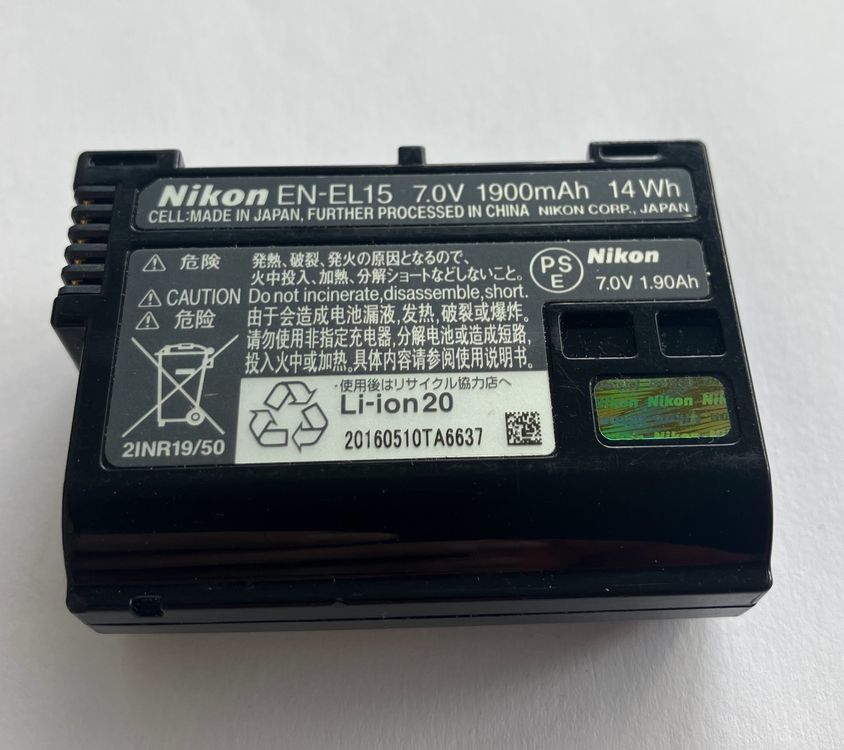 Nikon EN-EL15 7.0V 1900mAh 14Wh
CELL:MADE IN JAPAN, FURTHER PROCESSED IN CHINA NIKON CORP., JAPAN
危険 発熱、破裂、発火の原因となるので、
火中投入、加熱、分解ショートなどしないこと。
CAUTION Do not incinerate,disassemble,short.
危险 由于会造成电池漏液,发热,破裂或爆炸。
请勿使用非指定充电器,分解电池或造成短路,
投入火中或加热。具体内容请参阅使用说明书。
PS
E
Nikon
7.0V 1.90Ah
2INR19/50
·使用後はリサイクル協力店へ
Li-ion20
20160510TA6637
Nikon Nikon Nikon